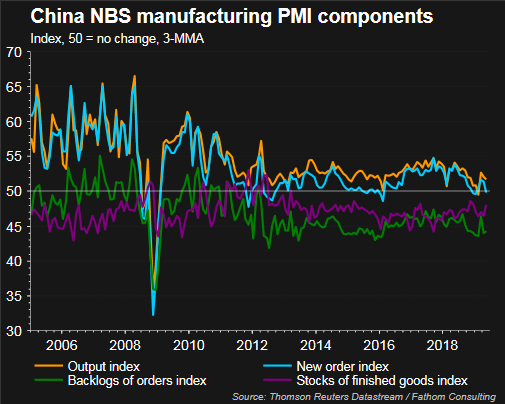 China NBS manufacturing PMI components
Index, 50 = no change, 3-MMA
70
65
60
55
50
45
40
35
30
2006 2008 2010 2012 2014 2016 2018
Output index New order index
Backlogs of orders index Stocks of finished goods index
Source: Thomson Reuters Datastream / Fathom Consulting